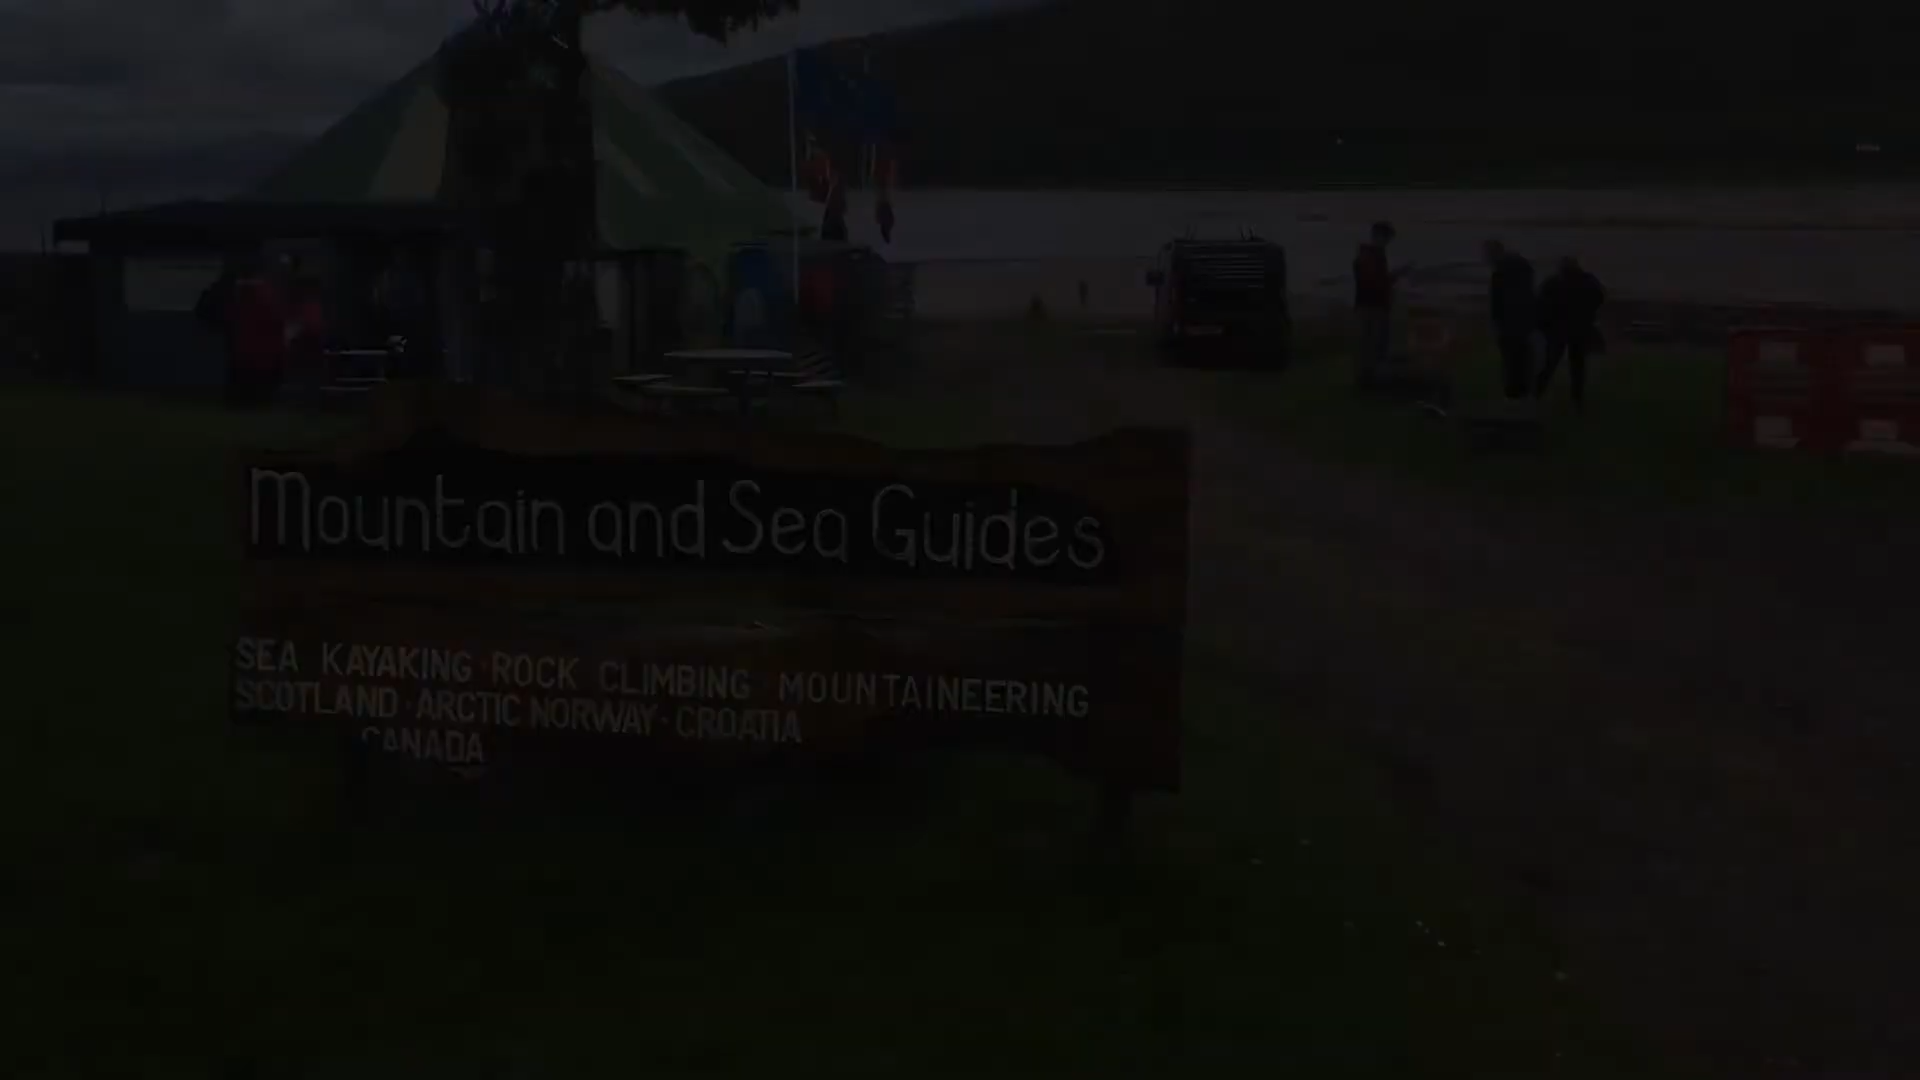 Mountain and Sea Guides
SEA KAYAKING · ROCK CLIMBING MOUNTAINEERING
SCOTLAND · ARCTIC NORWAY · CROATIA
CANADA